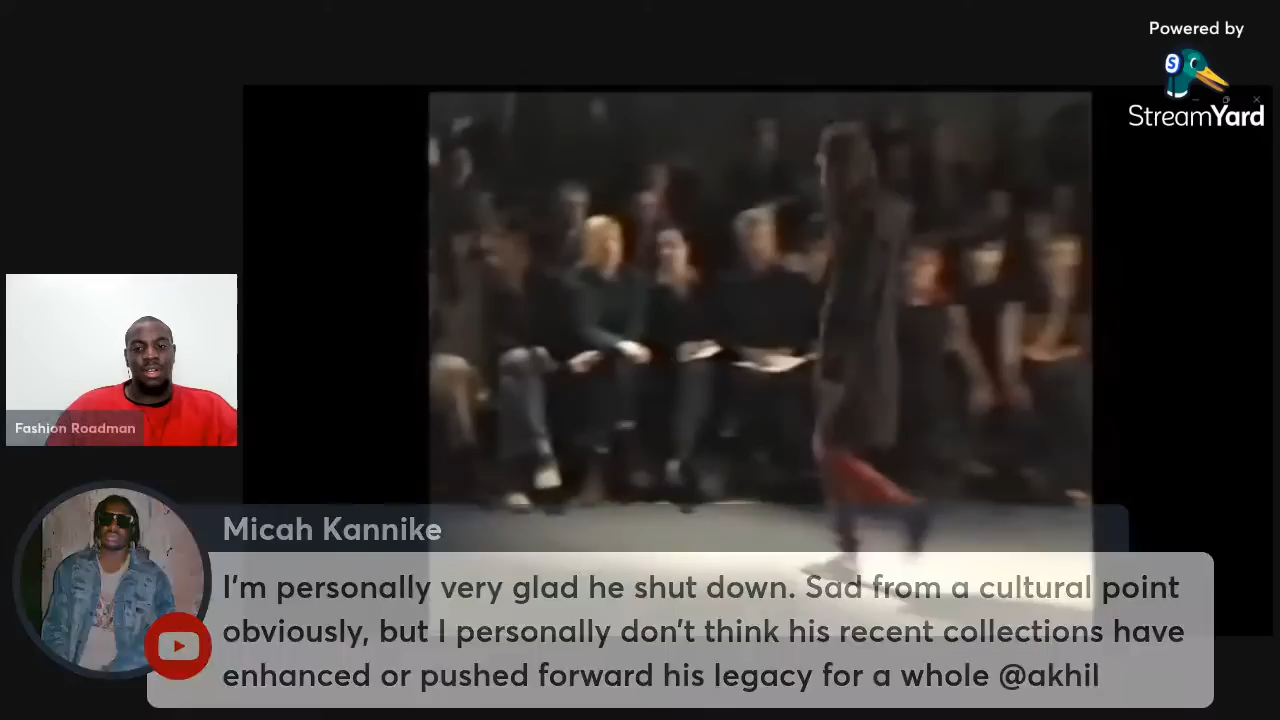 Powered by
S
StreamYard
Fashion Roadman
Micah Kannike
I'm personally very glad he shut down. Sad from a cultural point
obviously, but I personally don't think his recent collections have
enhanced or pushed forward his legacy for a whole @akhil